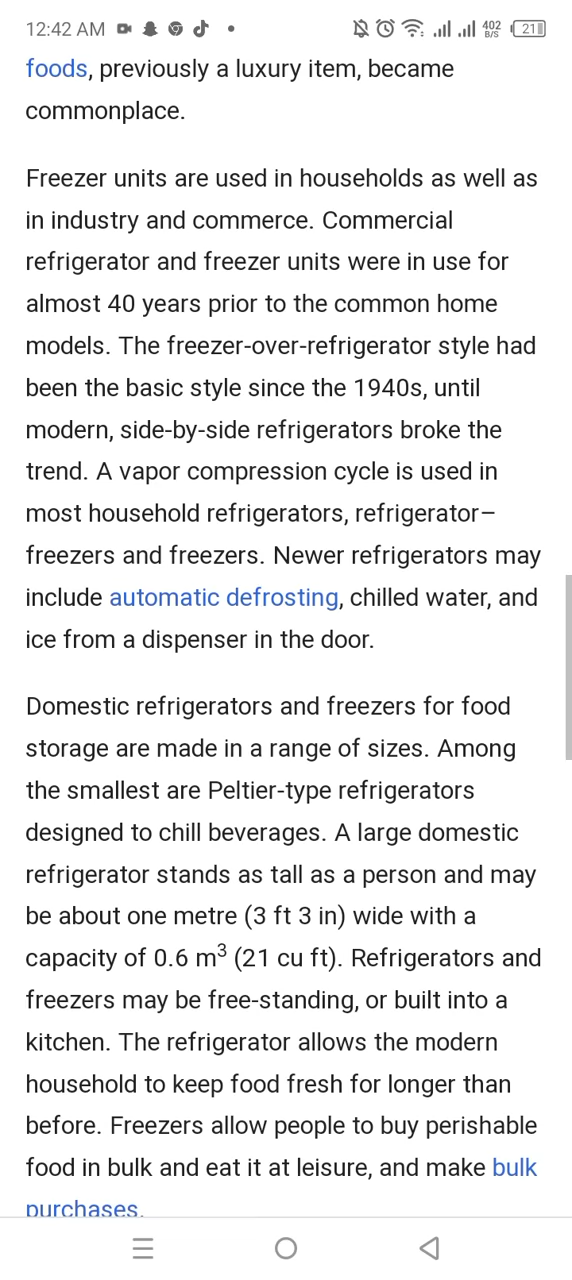 12:42 AM 402 B/S 21
foods, previously a luxury item, became
commonplace.
Freezer units are used in households as well as
in industry and commerce. Commercial
refrigerator and freezer units were in use for
almost 40 years prior to the common home
models. The freezer-over-refrigerator style had
been the basic style since the 1940s, until
modern, side-by-side refrigerators broke the
trend. A vapor compression cycle is used in
most household refrigerators, refrigerator–
freezers and freezers. Newer refrigerators may
include automatic defrosting, chilled water, and
ice from a dispenser in the door.
Domestic refrigerators and freezers for food
storage are made in a range of sizes. Among
the smallest are Peltier-type refrigerators
designed to chill beverages. A large domestic
refrigerator stands as tall as a person and may
be about one metre (3 ft 3 in) wide with a
capacity of 0.6 m³ (21 cu ft). Refrigerators and
freezers may be free-standing, or built into a
kitchen. The refrigerator allows the modern
household to keep food fresh for longer than
before. Freezers allow people to buy perishable
food in bulk and eat it at leisure, and make bulk
purchases.